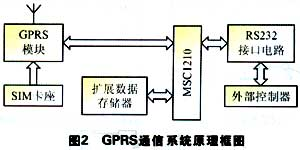 GPRS
模块
SIM卡座
扩展数据
存储器
MSC1210
RS232
接口电路
外部控制器
图2 GPRS通信系统原理框图